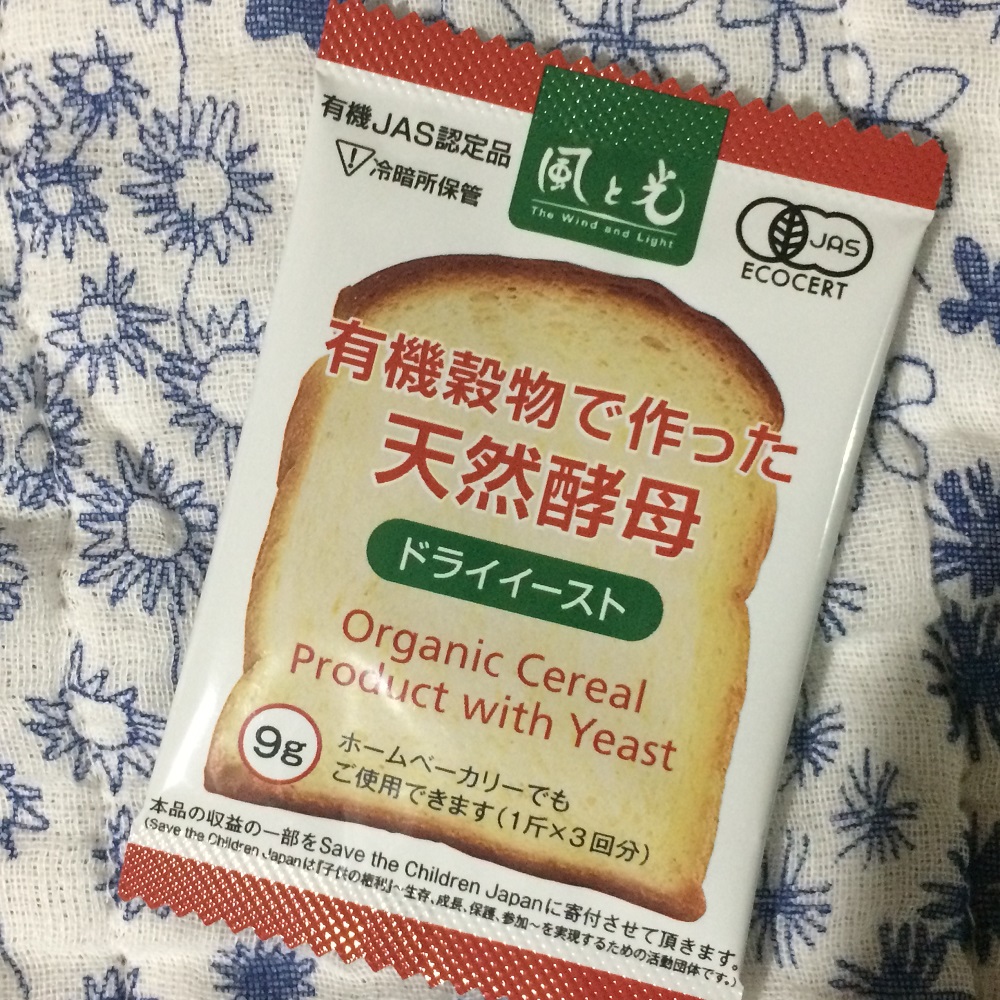 有機JAS認定品
冷暗所保管
風と光
The Wind and Light
JAS
ECOCERT
有機穀物で作った
天然酵母
ドライイースト
Organic Cereal
Product with Yeast
9g
ホームベーカリーでも
ご使用できます(1斤×3回分)
本品の収益の一部をSave the Children Japanに寄付させて頂きます。
(Save the Children Japanは『子供の権利』~生存、成長、保護、参加~を実現するための活動団体です。)